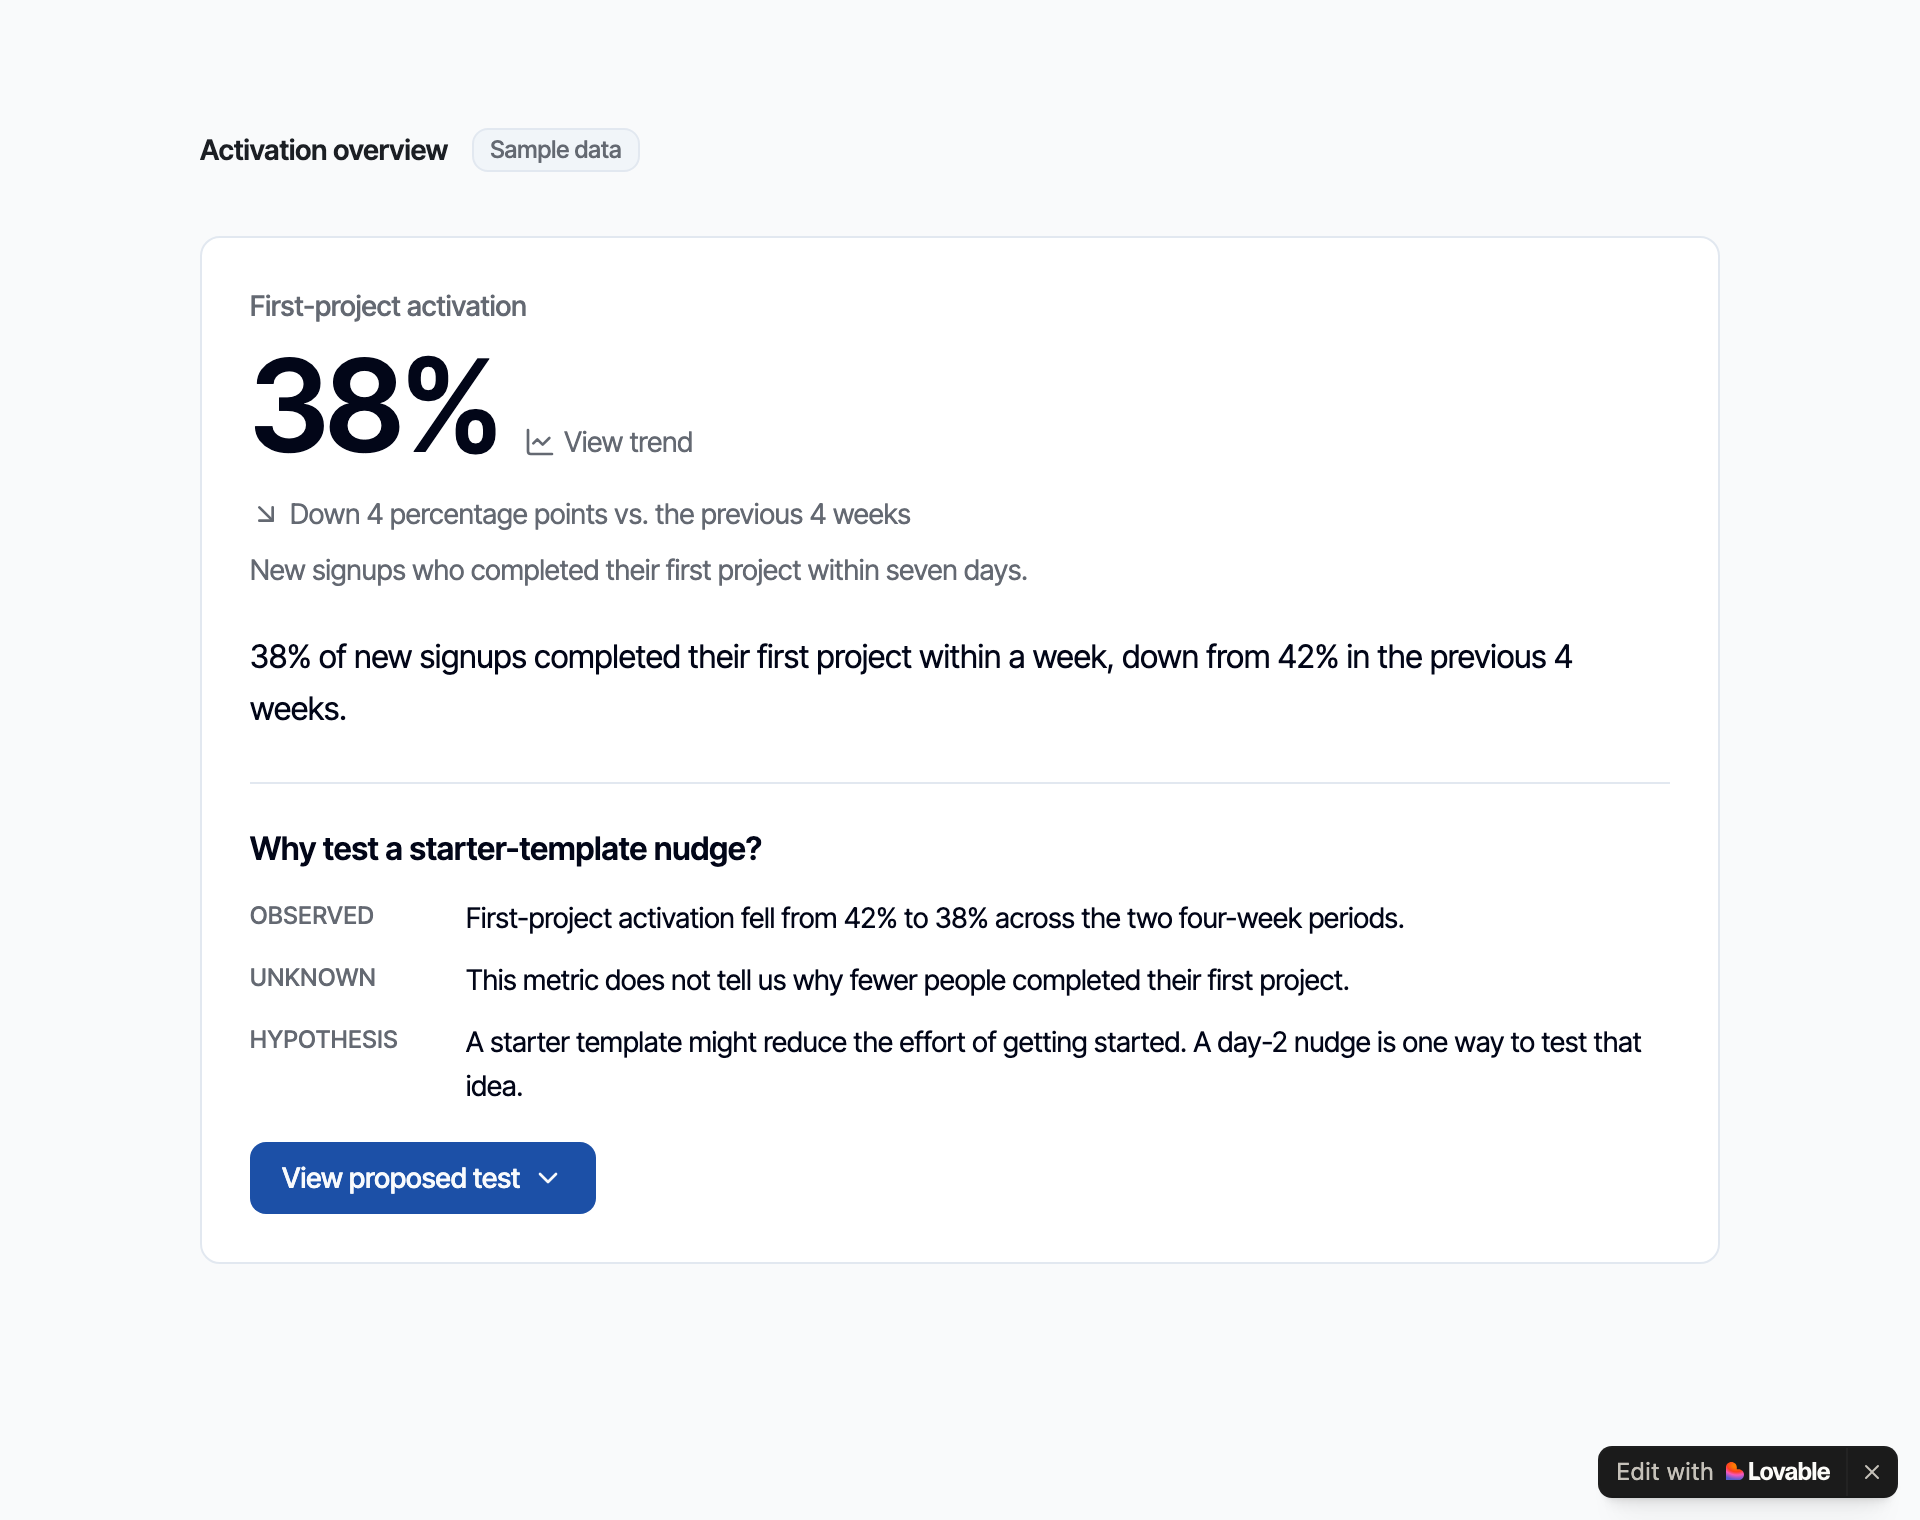 Activation overview
Sample data
First-project activation
38%
View trend
Down 4 percentage points vs. the previous 4 weeks
New signups who completed their first project within seven days.
38% of new signups completed their first project within a week, down from 42% in the previous 4
weeks.
Why test a starter-template nudge?
OBSERVED First-project activation fell from 42% to 38% across the two four-week periods.
UNKNOWN This metric does not tell us why fewer people completed their first project.
HYPOTHESIS A starter template might reduce the effort of getting started. A day-2 nudge is one way to test that
idea.
View proposed test
Edit with Lovable